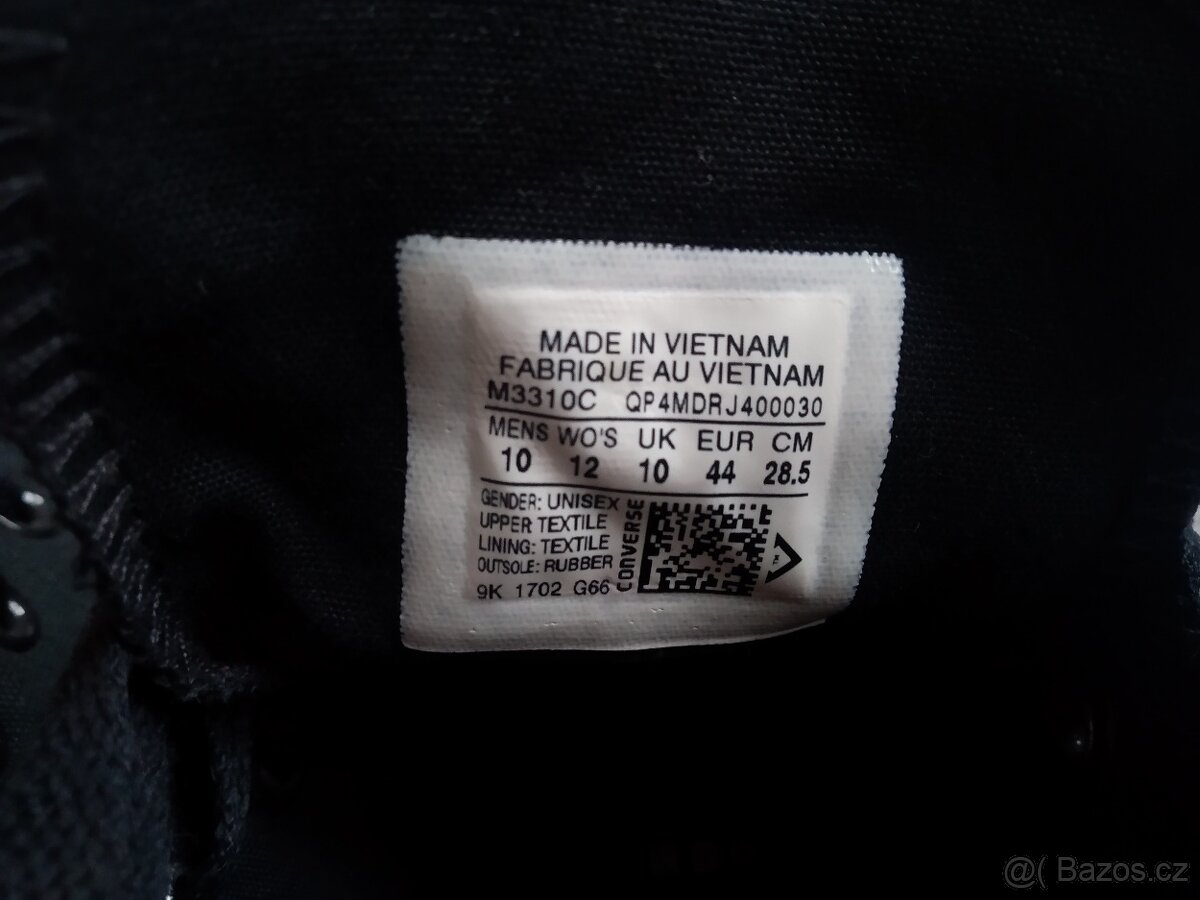 MADE IN VIETNAM
FABRIQUE AU VIETNAM
M3310C QP4MDRJ400030
MENS WO'S UK EUR CM
10 12 10 44 28.5
GENDER: UNISEX
UPPER TEXTILE
LINING: TEXTILE
OUTSOLE: RUBBER
9K 1702 G66
CONVERSE
@( Bazos.cz